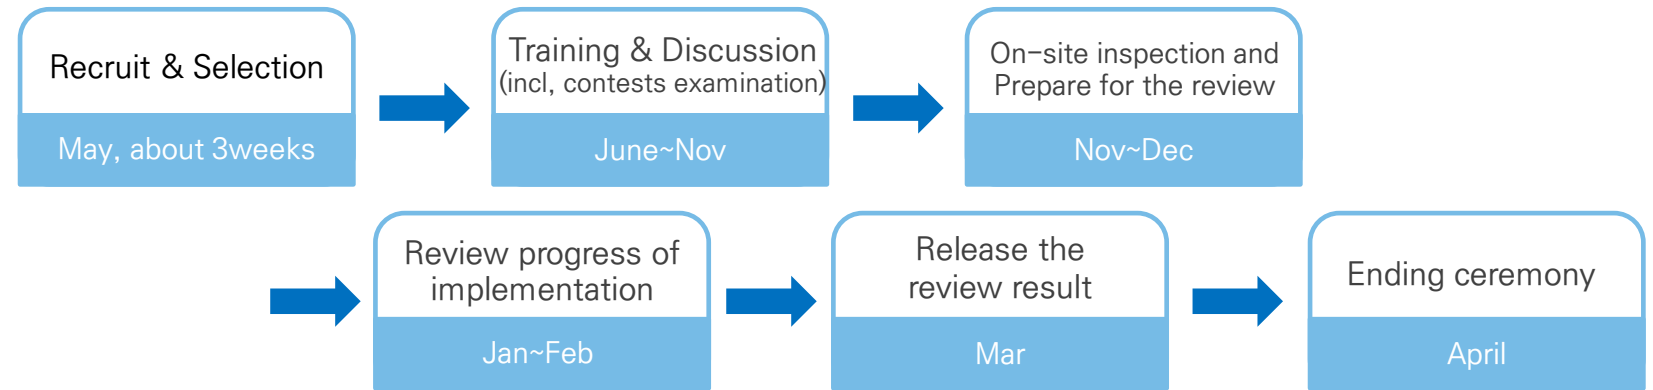 Recruit & Selection
May, about 3weeks
Training & Discussion
(incl, contests examination)
June~Nov
On-site inspection and
Prepare for the review
Nov~Dec
Review progress of
implementation
Jan~Feb
Release the
review result
Mar
Ending ceremony
April